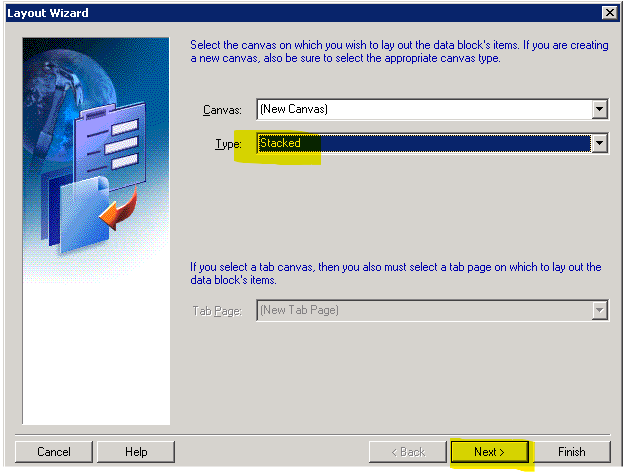 Layout Wizard
Select the canvas on which you wish to lay out the data block's items. If you are creating
a new canvas, also be sure to select the appropriate canvas type.
Canvas: (New Canvas)
Type: Stacked
If you select a tab canvas, then you also must select a tab page on which to lay out the
data block's items.
Tab Page: (New Tab Page)
Cancel Help < Back Next > Finish